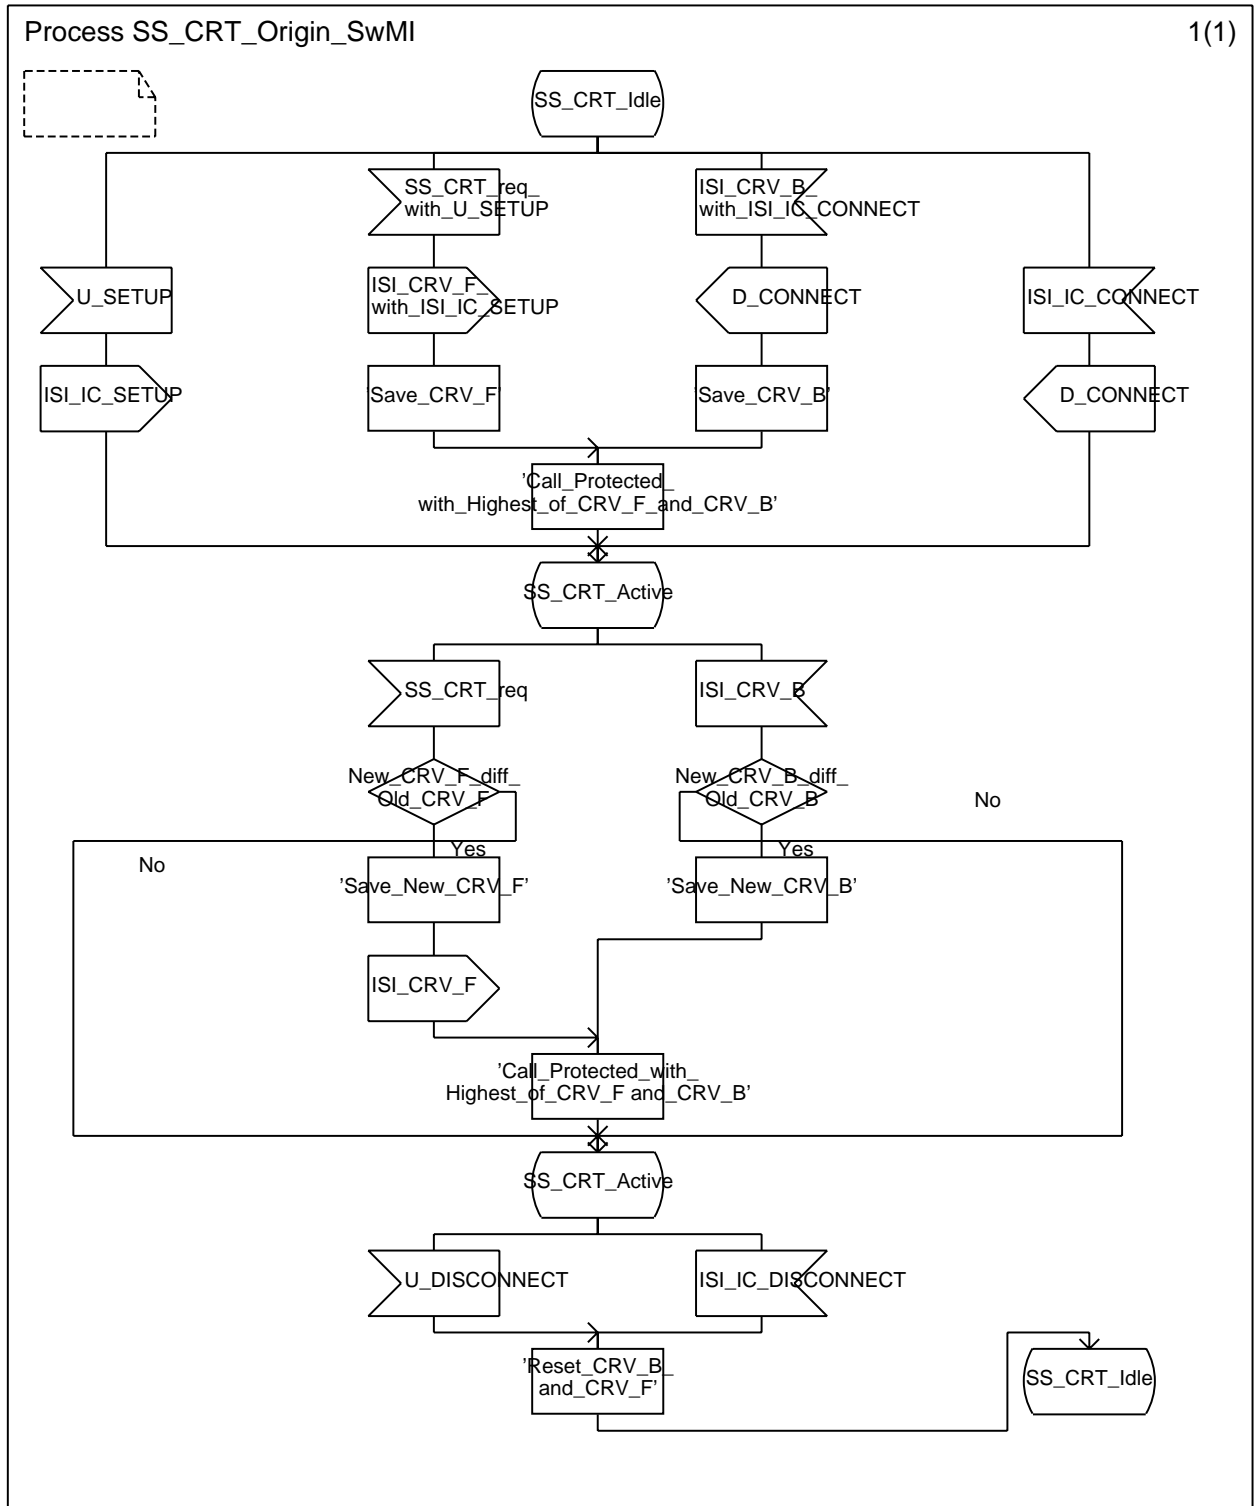 Process SS_CRT_Origin_SwMI
1(1)
SS_CRT_Idle
SS_CRT_req_
with_U_SETUP
ISI_CRV_B_
with_ISI_IC_CONNECT
U_SETUP
ISI_CRV_F_
with_ISI_IC_SETUP
D_CONNECT
ISI_IC_CONNECT
ISI_IC_SETUP
'Save_CRV_F'
'Save_CRV_B'
D_CONNECT
'Call_Protected_
with_Highest_of_CRV_F_and_CRV_B'
SS_CRT_Active
SS_CRT_req
ISI_CRV_B
New_CRV_F_diff_
Old_CRV_F
New_CRV_B_diff_
Old_CRV_B
No
Yes
Yes
No
'Save_New_CRV_F'
'Save_New_CRV_B'
ISI_CRV_F
'Call_Protected_with_
Highest_of_CRV_F and_CRV_B'
SS_CRT_Active
U_DISCONNECT
ISI_IC_DISCONNECT
'Reset_CRV_B_
and_CRV_F'
SS_CRT_Idle